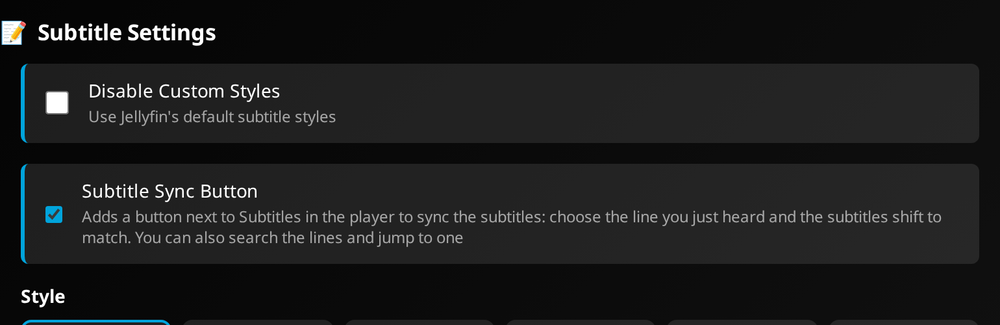 📝 Subtitle Settings
Disable Custom Styles
Use Jellyfin's default subtitle styles
Subtitle Sync Button
Adds a button next to Subtitles in the player to sync the subtitles: choose the line you just heard and the subtitles shift to
match. You can also search the lines and jump to one
Style